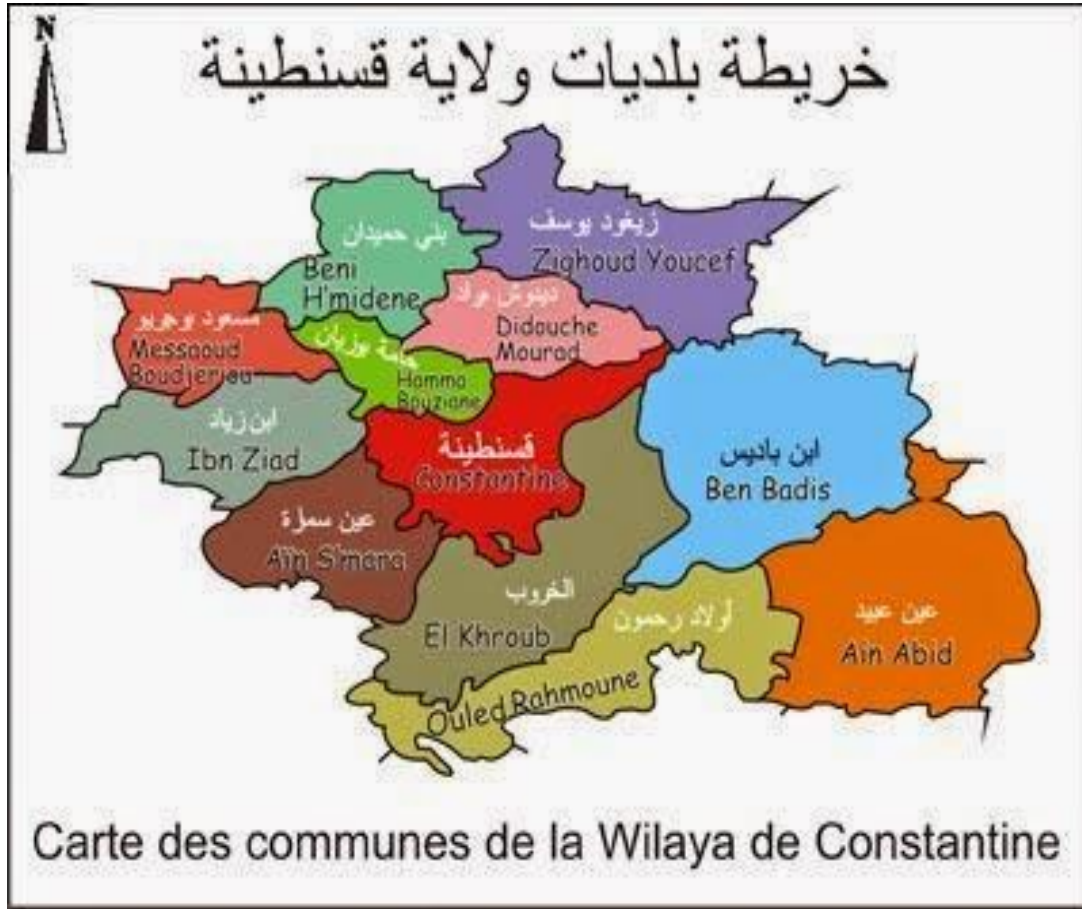 N
خريطة بلديات ولاية قسنطينة
زيغود يوسف
Zighoud Youcef
بني حميدان
Beni
H'midene
ديدوش مراد
Didouche
Mourad
مسعود بوجريو
Messaoud
Boudjeriou
حامة بوزيان
Hamma
Bouziane
ابن زياد
Ibn Ziad
قسنطينة
Constantine
ابن باديس
Ben Badis
عين سمارة
Aïn S'mara
الخروب
El Khroub
أولاد رحمون
Ouled Rahmoune
عين عبيد
Ain Abid
Carte des communes de la Wilaya de Constantine